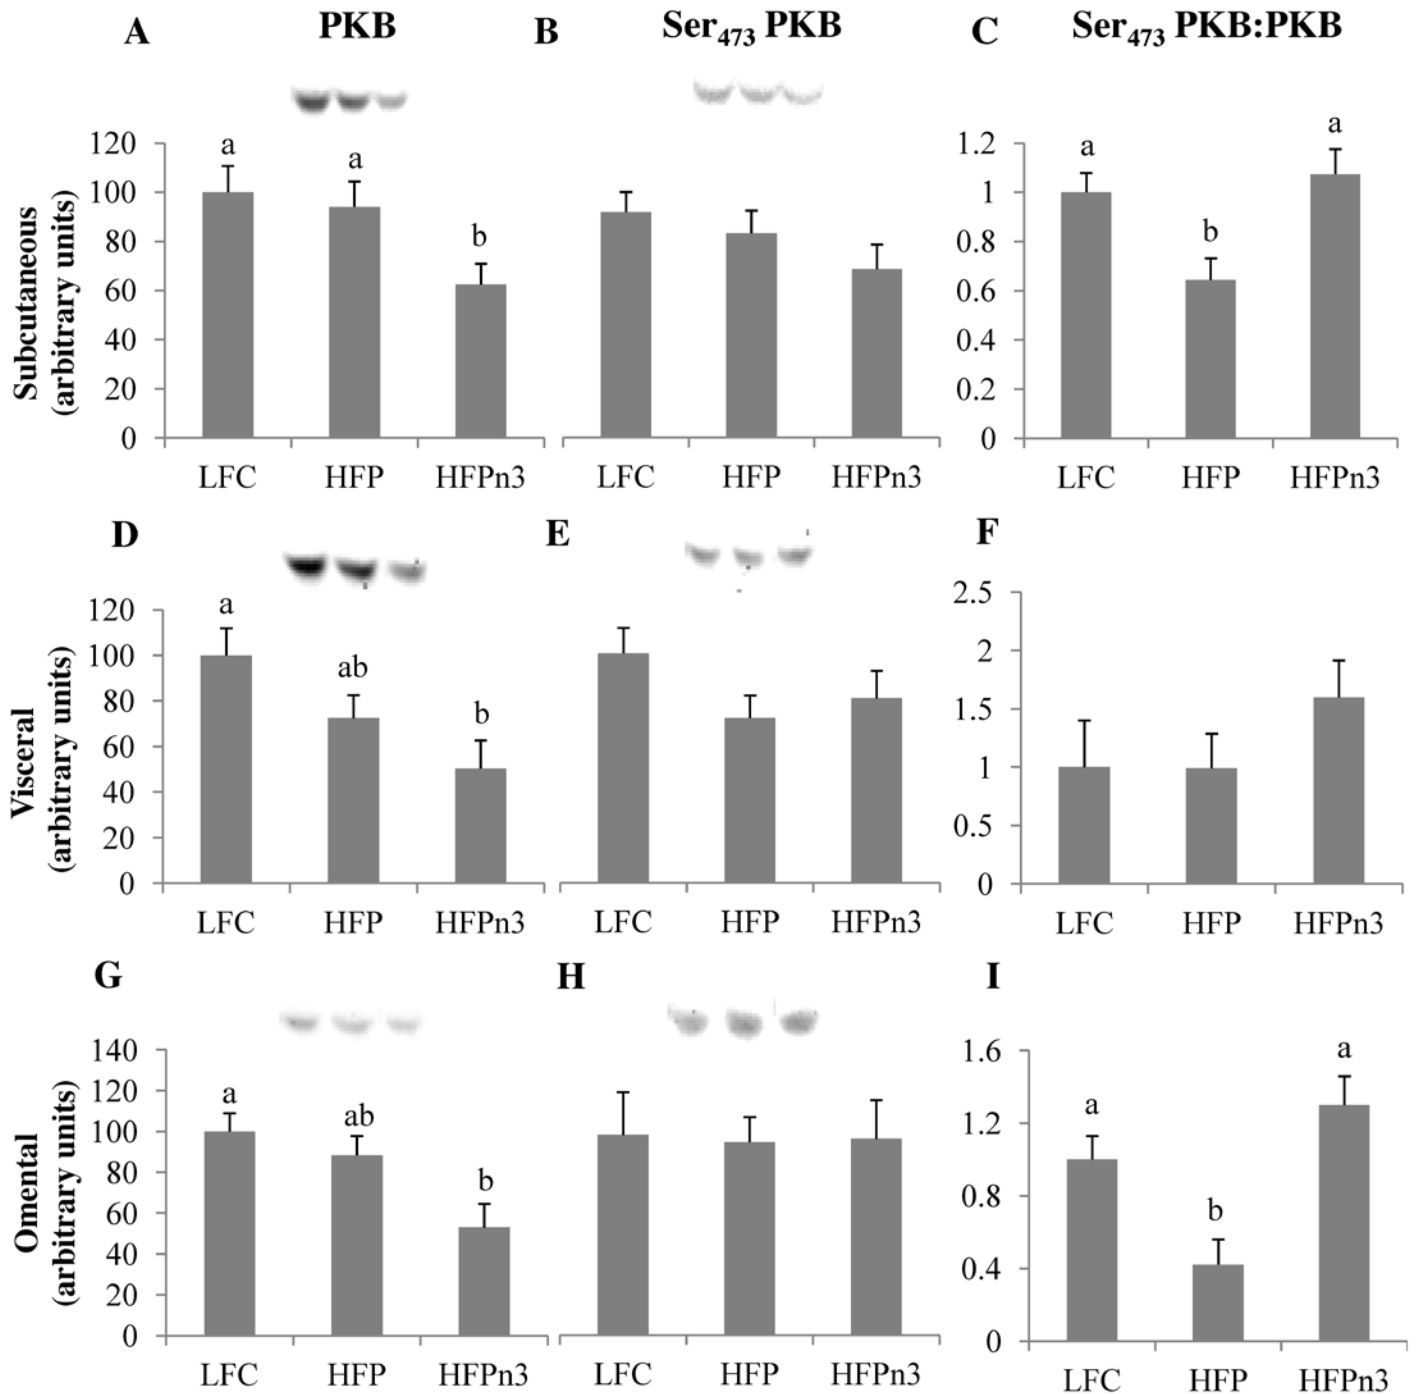 A PKB B Ser473 PKB C Ser473 PKB:PKB
Subcutaneous
(arbitrary units)
120
100
80
60
40
20
0
a
a
b
LFC HFP HFPn3
LFC HFP HFPn3
1.2
1
0.8
0.6
0.4
0.2
0
a
b
a
LFC HFP HFPn3
D E F
Visceral
(arbitrary units)
120
100
80
60
40
20
0
a
ab
b
LFC HFP HFPn3
LFC HFP HFPn3
2.5
2
1.5
1
0.5
0
LFC HFP HFPn3
G H I
Omental
(arbitrary units)
140
120
100
80
60
40
20
0
a
ab
b
LFC HFP HFPn3
LFC HFP HFPn3
1.6
1.2
0.8
0.4
0
a
b
a
LFC HFP HFPn3